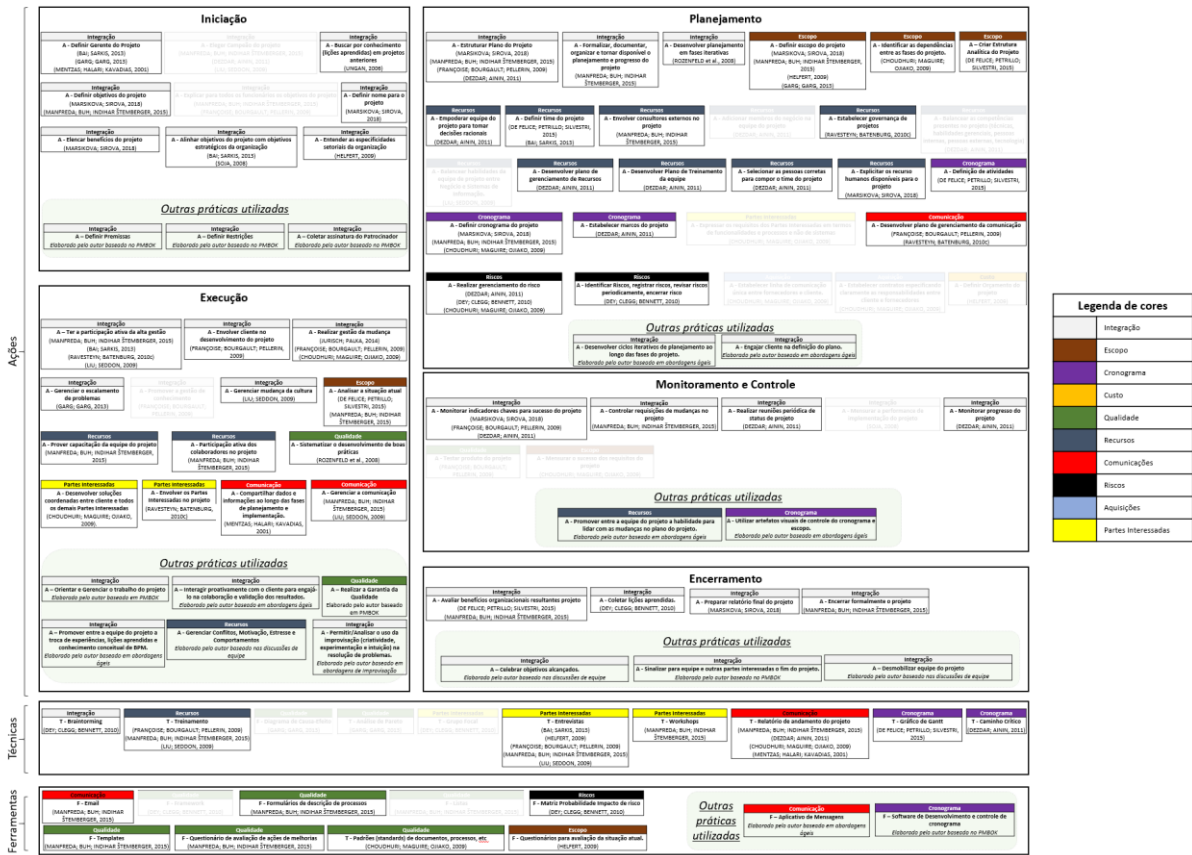 Iniciação
Integração
A - Definir Gerente do Projeto
(BAI; SARKIS, 2013)
(GARG; GARG, 2013)
(MENTZAS; HALARI; KAVADIAS, 2001)
Integração
A - Buscar por conhecimento
(lições aprendidas) em projetos
anteriores
(UNGAN, 2009)
Integração
A - Definir objetivos do projeto
(MARSIKOVA; SIROVA, 2018)
(MANFREDA; BUH; INDIHAR ŠTEMBERGER, 2015)
Integração
A - Definir nome para o
projeto
(MARSIKOVA; SIROVA,
2018)
Integração
A - Elencar benefícios do projeto
(MARSIKOVA; SIROVA, 2018)
Integração
A - Alinhar objetivos do projeto com objetivos
estratégicos da organização
(BAI; SARKIS, 2013)
(SOJA, 2008)
Integração
A - Entender as especificidades
setoriais da organização
(HELFERT, 2009)
Outras práticas utilizadas
Integração
A – Definir Premissas
Elaborado pelo autor baseado no PMBOK
Integração
A – Definir Restrições
Elaborado pelo autor baseado no PMBOK
Integração
A – Coletar assinatura do Patrocinador
Elaborado pelo autor baseado no PMBOK
Planejamento
Integração
A - Estruturar Plano do Projeto
(MARSIKOVA; SIROVA, 2018)
(MANFREDA; BUH; INDIHAR ŠTEMBERGER, 2015)
(FRANÇOISE; BOURGAULT; PELLERIN, 2009)
(DEZDAR; AININ, 2011)
Integração
A - Formalizar, documentar,
organizar e tornar disponível o
planejamento e progresso do
projeto
(MANFREDA; BUH; INDIHAR
ŠTEMBERGER, 2015)
Integração
A - Desenvolver planejamento
em fases iterativas
(ROZENFELD et al., 2009)
Escopo
A - Definir escopo do projeto
(MARSIKOVA; SIROVA, 2018)
(MANFREDA; BUH; INDIHAR ŠTEMBERGER,
2015)
(HELFERT, 2009)
(GARG; GARG, 2013)
Escopo
A - Identificar as dependências
entre as fases do projeto.
(CHOUDHURI; MAGUIRE;
OJIAKO, 2009)
Escopo
A – Criar Estrutura
Analítica do Projeto
(DE FELICE; PETRILLO;
SILVESTRI, 2015)
Recursos
A - Empoderar equipe do
projeto para tomar
decisões racionais
(DEZDAR; AININ, 2011)
Recursos
A - Definir time do projeto
(DE FELICE; PETRILLO; SILVESTRI,
2015)
(BAI; SARKIS, 2013)
Recursos
A - Envolver consultores externos no
projeto
(MANFREDA; BUH; INDIHAR
ŠTEMBERGER, 2015)
Recursos
A - Estabelecer governança de
projetos
(RAVESTEYN; BATENBURG, 2010c)
Recursos
A - Desenvolver plano de
gerenciamento de Recursos
(DEZDAR; AININ, 2011)
Recursos
A - Desenvolver Plano de Treinamento
da equipe
(DEZDAR; AININ, 2011)
Recursos
A - Selecionar as pessoas corretas
para compor o time do projeto
(DEZDAR; AININ, 2011)
Recursos
A - Explicitar os recurso
humanos disponíveis para o
projeto
(MARSIKOVA; SIROVA, 2018)
Cronograma
A - Definição de atividades
(DE FELICE; PETRILLO; SILVESTRI,
2015)
Cronograma
A - Definir cronograma do projeto
(MARSIKOVA; SIROVA, 2018)
(MANFREDA; BUH; INDIHAR ŠTEMBERGER, 2015)
(CHOUDHURI; MAGUIRE; OJIAKO, 2009)
Cronograma
A - Estabelecer marcos do projeto
(DEZDAR; AININ, 2011)
Comunicação
A - Desenvolver plano de gerenciamento da comunicação
(FRANÇOISE; BOURGAULT; PELLERIN, 2009)
(RAVESTEYN; BATENBURG, 2010c)
Riscos
A - Realizar gerenciamento do risco
(DEZDAR; AININ, 2011)
(DEY; CLEGG; BENNETT, 2010)
(CHOUDHURI; MAGUIRE; OJIAKO, 2009)
Riscos
A - Identificar Riscos, registrar riscos, revisar riscos
periodicamente, encerrar risco
(DEY; CLEGG; BENNETT, 2010)
Outras práticas utilizadas
Integração
A - Desenvolver ciclos iterativos de planejamento ao
longo das fases do projeto.
Elaborado pelo autor baseado em abordagens ágeis
Integração
A - Engajar cliente na definição do plano.
Elaborado pelo autor baseado em abordagens ágeis
Ações
Execução
Integração
A – Ter a participação ativa da alta gestão
(MANFREDA; BUH; INDIHAR ŠTEMBERGER, 2015)
(BAI; SARKIS, 2013)
(RAVESTEYN; BATENBURG, 2010c)
(LIU; SEDDON, 2009)
Integração
A - Envolver cliente no
desenvolvimento do projeto
(FRANÇOISE; BOURGAULT; PELLERIN,
2009)
Integração
A - Realizar gestão da mudança
(JURISCH; PALKA, 2014)
(FRANÇOISE; BOURGAULT; PELLERIN, 2009)
(CHOUDHURI; MAGUIRE; OJIAKO, 2009)
Integração
A - Gerenciar o escalamento de
problemas
(GARG; GARG, 2013)
Integração
A - Gerenciar mudança da cultura
(LIU; SEDDON, 2009)
Escopo
A - Analisar a situação atual
(DE FELICE; PETRILLO;
SILVESTRI, 2015)
(MANFREDA; BUH; INDIHAR
ŠTEMBERGER, 2015)
Recursos
A - Prover capacitação da equipe do projeto
(MANFREDA; BUH; INDIHAR ŠTEMBERGER,
2015)
Recursos
A - Participação ativa dos
colaboradores no projeto
(MANFREDA; BUH; INDIHAR
ŠTEMBERGER, 2015)
Qualidade
A - Sistematizar o desenvolvimento de boas
práticas
(ROZENFELD et al., 2008)
Partes Interessadas
A - Desenvolver soluções
coordenadas entre cliente e todos
os demais Partes Interessadas
(CHOUDHURI; MAGUIRE; OJIAKO,
2009).
Partes Interessadas
A - Envolver os Partes
Interessadas no projeto
(RAVESTEYN; BATENBURG,
2010c)
Comunicação
A - Compartilhar dados e
informações ao longo das fases
de planejamento e
implementação.
(MENTZAS; HALARI; KAVADIAS,
2001)
Comunicação
A - Gerenciar a comunicação
(MANFREDA; BUH; INDIHAR
ŠTEMBERGER, 2015)
(LIU; SEDDON, 2009)
Outras práticas utilizadas
Integração
A – Orientar e Gerenciar o trabalho do projeto
Elaborado pelo autor baseado em PMBOK
Integração
A – Interagir proativamente com o cliente para engajá-
lo na colaboração e validação dos resultados.
Elaborado pelo autor baseado em abordagens ágeis
Qualidade
A – Realizar a Garantia da
Qualidade
Elaborado pelo autor baseado
em PMBOK
Integração
A – Promover entre a equipe do projeto a
troca de experiências, lições aprendidas e
conhecimento conceitual de BPM.
Elaborado pelo autor baseado em abordagens
ágeis
Recursos
A - Gerenciar Conflitos, Motivação, Estresse e
Comportamentos
Elaborado pelo autor baseado nas discussões de
equipe
Integração
A – Permitir/Analisar o uso da
improvisação (criatividade,
experimentação e intuição) na
resolução de problemas.
Elaborado pelo autor baseado em
abordagens de improvisação
Monitoramento e Controle
Integração
A - Monitorar indicadores chaves para sucesso do projeto
(MARSIKOVA; SIROVA, 2018)
(FRANÇOISE; BOURGAULT; PELLERIN, 2009)
(DEZDAR; AININ, 2011)
Integração
A - Controlar requisições de mudanças no
projeto
(MANFREDA; BUH; INDIHAR ŠTEMBERGER, 2015)
Integração
A - Realizar reuniões periódica de
status de projeto
(DEZDAR; AININ, 2011)
Integração
A - Monitorar progresso do
projeto
(DEZDAR; AININ, 2011)
Outras práticas utilizadas
Recursos
A - Promover entre a equipe do projeto a habilidade para
lidar com as mudanças no plano do projeto.
Elaborado pelo autor baseado em abordagens ágeis
Cronograma
A - Utilizar artefatos visuais de controle do cronograma e
escopo.
Elaborado pelo autor baseado em abordagens ágeis
Encerramento
Integração
A - Avaliar benefícios organizacionais resultantes projeto
(DE FELICE; PETRILLO; SILVESTRI, 2015)
(MANFREDA; BUH; INDIHAR ŠTEMBERGER, 2015)
Integração
A - Coletar lições aprendidas.
(DEY; CLEGG; BENNETT, 2010)
Integração
A - Preparar relatório final do projeto
(MARSIKOVA; SIROVA, 2018)
Integração
A - Encerrar formalmente o projeto
(MANFREDA; BUH; INDIHAR ŠTEMBERGER, 2015)
Outras práticas utilizadas
Integração
A – Celebrar objetivos alcançados.
Elaborado pelo autor baseado nas discussões de equipe
Integração
A – Sinalizar para equipe e outras partes interessadas o fim do projeto.
Elaborado pelo autor baseado no PMBOK
Integração
A – Desmobilizar equipe do projeto
Elaborado pelo autor baseado nas discussões de equipe
Técnicas
Integração
T - Brainstorming
(DEY; CLEGG; BENNETT, 2010)
Recursos
T - Treinamento
(FRANÇOISE; BOURGAULT; PELLERIN, 2009)
(MANFREDA; BUH; INDIHAR ŠTEMBERGER, 2015)
(LIU; SEDDON, 2009)
Partes Interessadas
T - Entrevistas
(BAI; SARKIS, 2013)
(HELFERT, 2009)
(FRANÇOISE; BOURGAULT; PELLERIN, 2009)
(MANFREDA; BUH; INDIHAR ŠTEMBERGER, 2015)
(LIU; SEDDON, 2009)
Partes Interessadas
T - Workshops
(MANFREDA; BUH; INDIHAR
ŠTEMBERGER, 2015)
Comunicação
T - Relatório de andamento do projeto
(MANFREDA; BUH; INDIHAR ŠTEMBERGER, 2015)
(DEZDAR; AININ, 2011)
(CHOUDHURI; MAGUIRE; OJIAKO, 2009)
(MENTZAS; HALARI; KAVADIAS, 2001)
Cronograma
T - Gráfico de Gantt
(DE FELICE; PETRILLO; SILVESTRI,
2015)
Cronograma
T - Caminho Crítico
(DEZDAR; AININ, 2011)
Ferramentas
Comunicação
F - Email
(MANFREDA; BUH; INDIHAR
ŠTEMBERGER, 2015)
Qualidade
F - Formulários de descrição de processos
(MANFREDA; BUH; INDIHAR ŠTEMBERGER, 2015)
Riscos
F - Matriz Probabilidade Impacto de risco
(DEY; CLEGG; BENNETT, 2010)
Qualidade
F - Templates
(MANFREDA; BUH; INDIHAR ŠTEMBERGER, 2015)
Qualidade
F - Questionário de avaliação de ações de melhorias
(MANFREDA; BUH; INDIHAR ŠTEMBERGER, 2015)
Qualidade
T - Padrões (standards) de documentos, processos, etc
(CHOUDHURI; MAGUIRE; OJIAKO, 2009)
Escopo
F - Questionários para avaliação de situação atual.
(HELFERT, 2009)
Outras
práticas
utilizadas
Comunicação
F – Aplicativo de Mensagens
Elaborado pelo autor baseado em abordagens
ágeis
Cronograma
F – Software de Desenvolvimento e controle de
cronograma
Elaborado pelo autor baseado no PMBOK
Legenda de cores
Integração
Escopo
Cronograma
Custo
Qualidade
Recursos
Comunicações
Riscos
Aquisições
Partes Interessadas